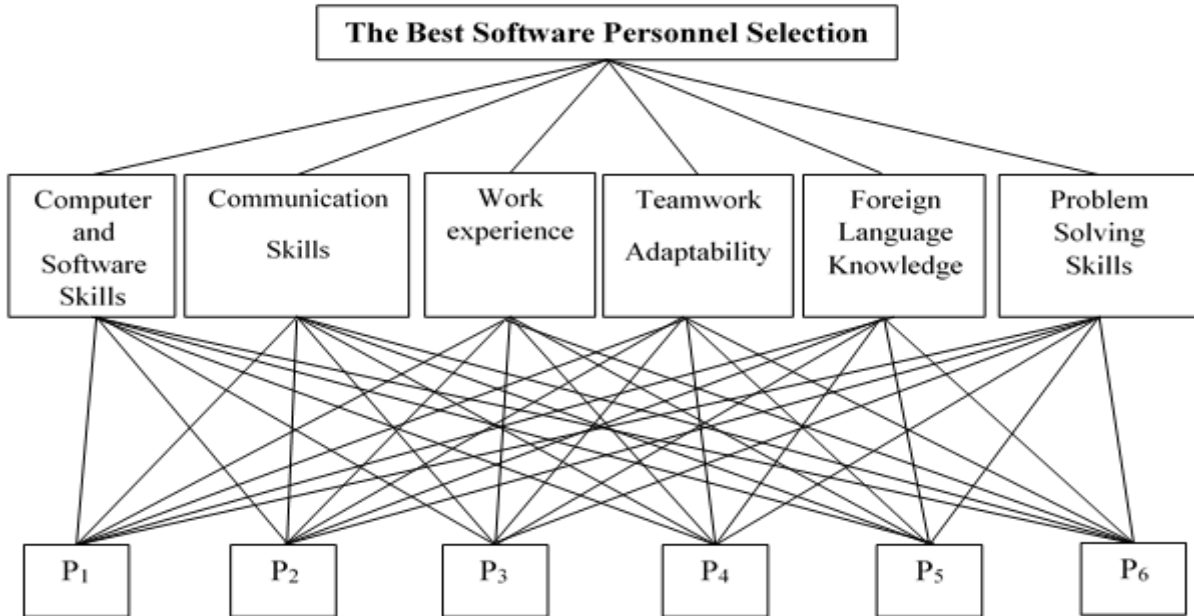 The Best Software Personnel Selection
Computer
and
Software
Skills
Communication
Skills
Work
experience
Teamwork
Adaptability
Foreign
Language
Knowledge
Problem
Solving
Skills
P₁
P₂
P₃
P₄
P₅
P₆